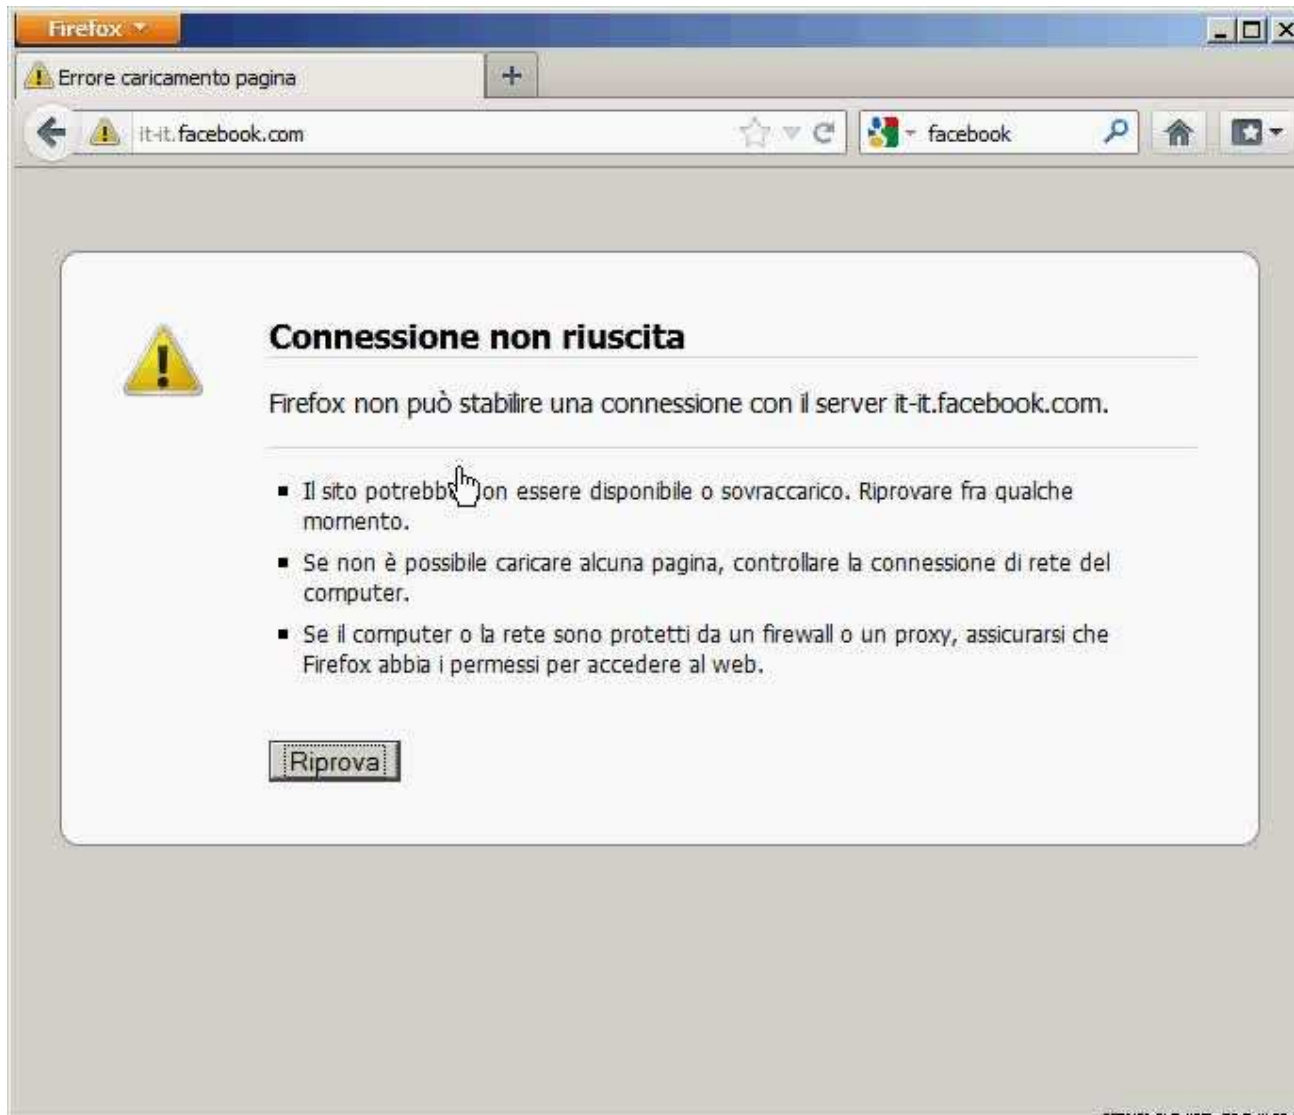 Firefox
Errore caricamento pagina
it-it.facebook.com
facebook
Connessione non riuscita
Firefox non può stabilire una connessione con il server it-it.facebook.com.
Il sito potrebbe non essere disponibile o sovraccarico. Riprovare fra qualche
momento.
Se non è possibile caricare alcuna pagina, controllare la connessione di rete del
computer.
Se il computer o la rete sono protetti da un firewall o un proxy, assicurarsi che
Firefox abbia i permessi per accedere al web.
Riprova